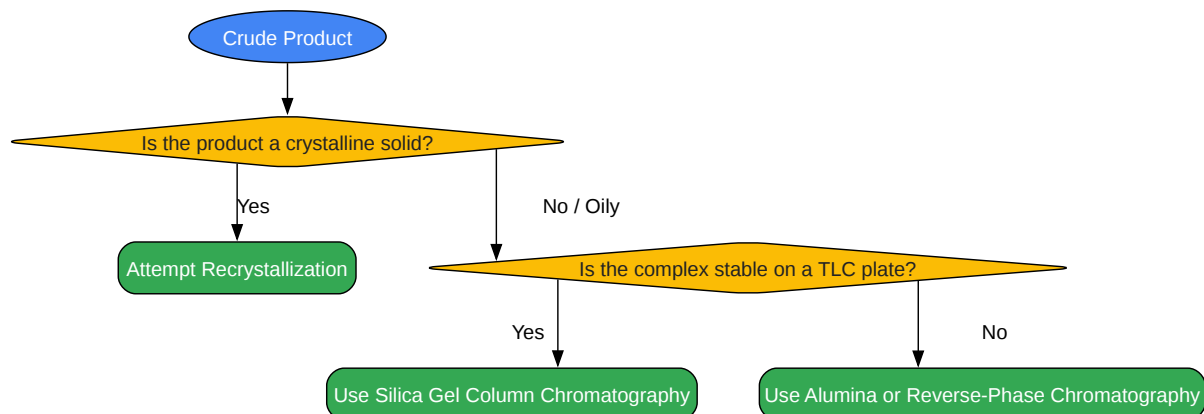 Crude Product
Is the product a crystalline solid?
Yes
No / Oily
Attempt Recrystallization
Is the complex stable on a TLC plate?
Yes
No
Use Silica Gel Column Chromatography
Use Alumina or Reverse-Phase Chromatography